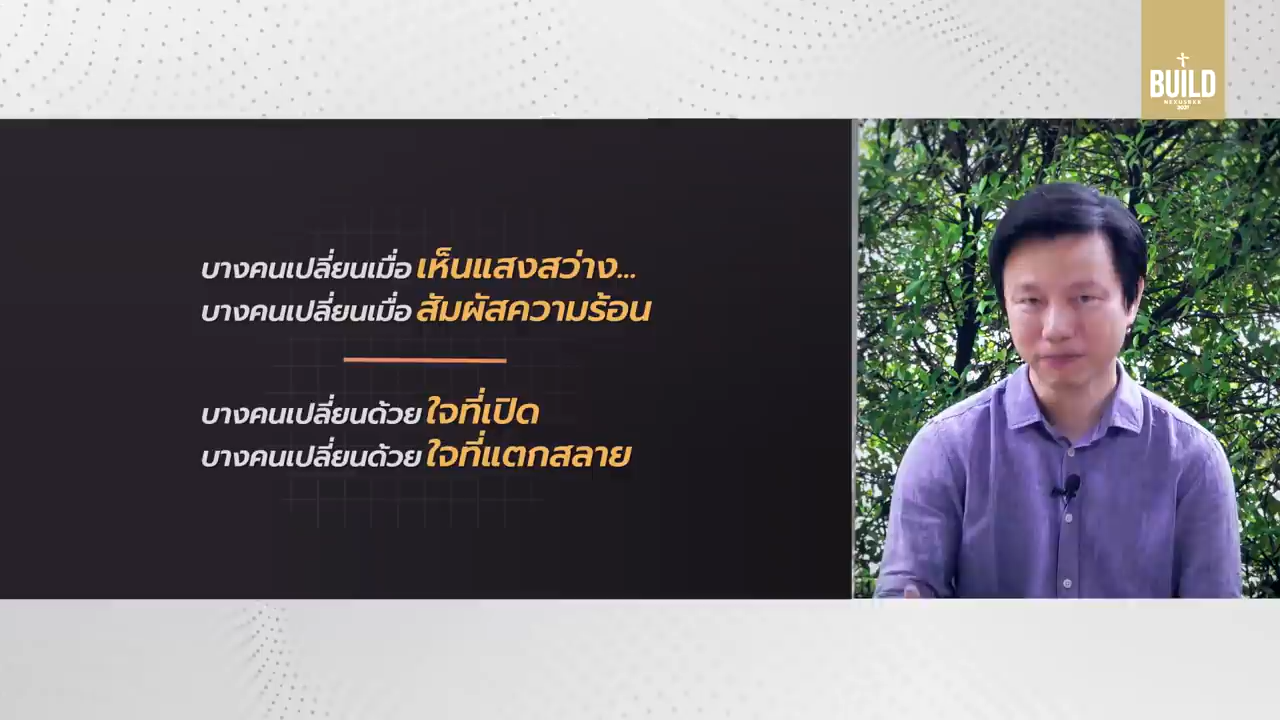 BUILD
NEXUSBKK
2021
บางคนเปลี่ยนเมื่อ เห็นแสงสว่าง...
บางคนเปลี่ยนเมื่อ สัมผัสความร้อน
บางคนเปลี่ยนด้วย ใจที่เปิด
บางคนเปลี่ยนด้วย ใจที่แตกสลาย